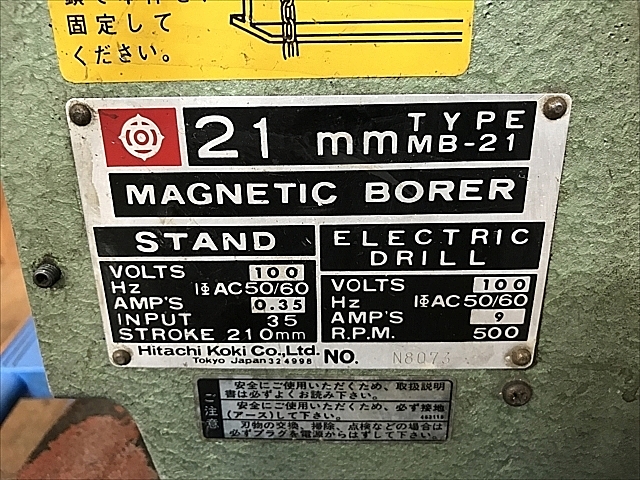 固定して
ください。
21 mm TYPE MB-21
MAGNETIC BORER
STAND
VOLTS 100
Hz 1ΦAC50/60
AMP'S 0.35
INPUT 35
STROKE 210mm
ELECTRIC DRILL
VOLTS 100
Hz 1ΦAC50/60
AMP'S 9
R.P.M. 500
Hitachi Koki Co.,Ltd. NO.
Tokyo Japan 324998
ご注意
安全にご使用いただくため、取扱説明
書は必ずよくお読み下さい。
安全にご使用いただくため、必ず接地
(アース)して下さい。
刃物の交換、掃除、点検などの場合は
必ずプラグを電源からはずして下さい。